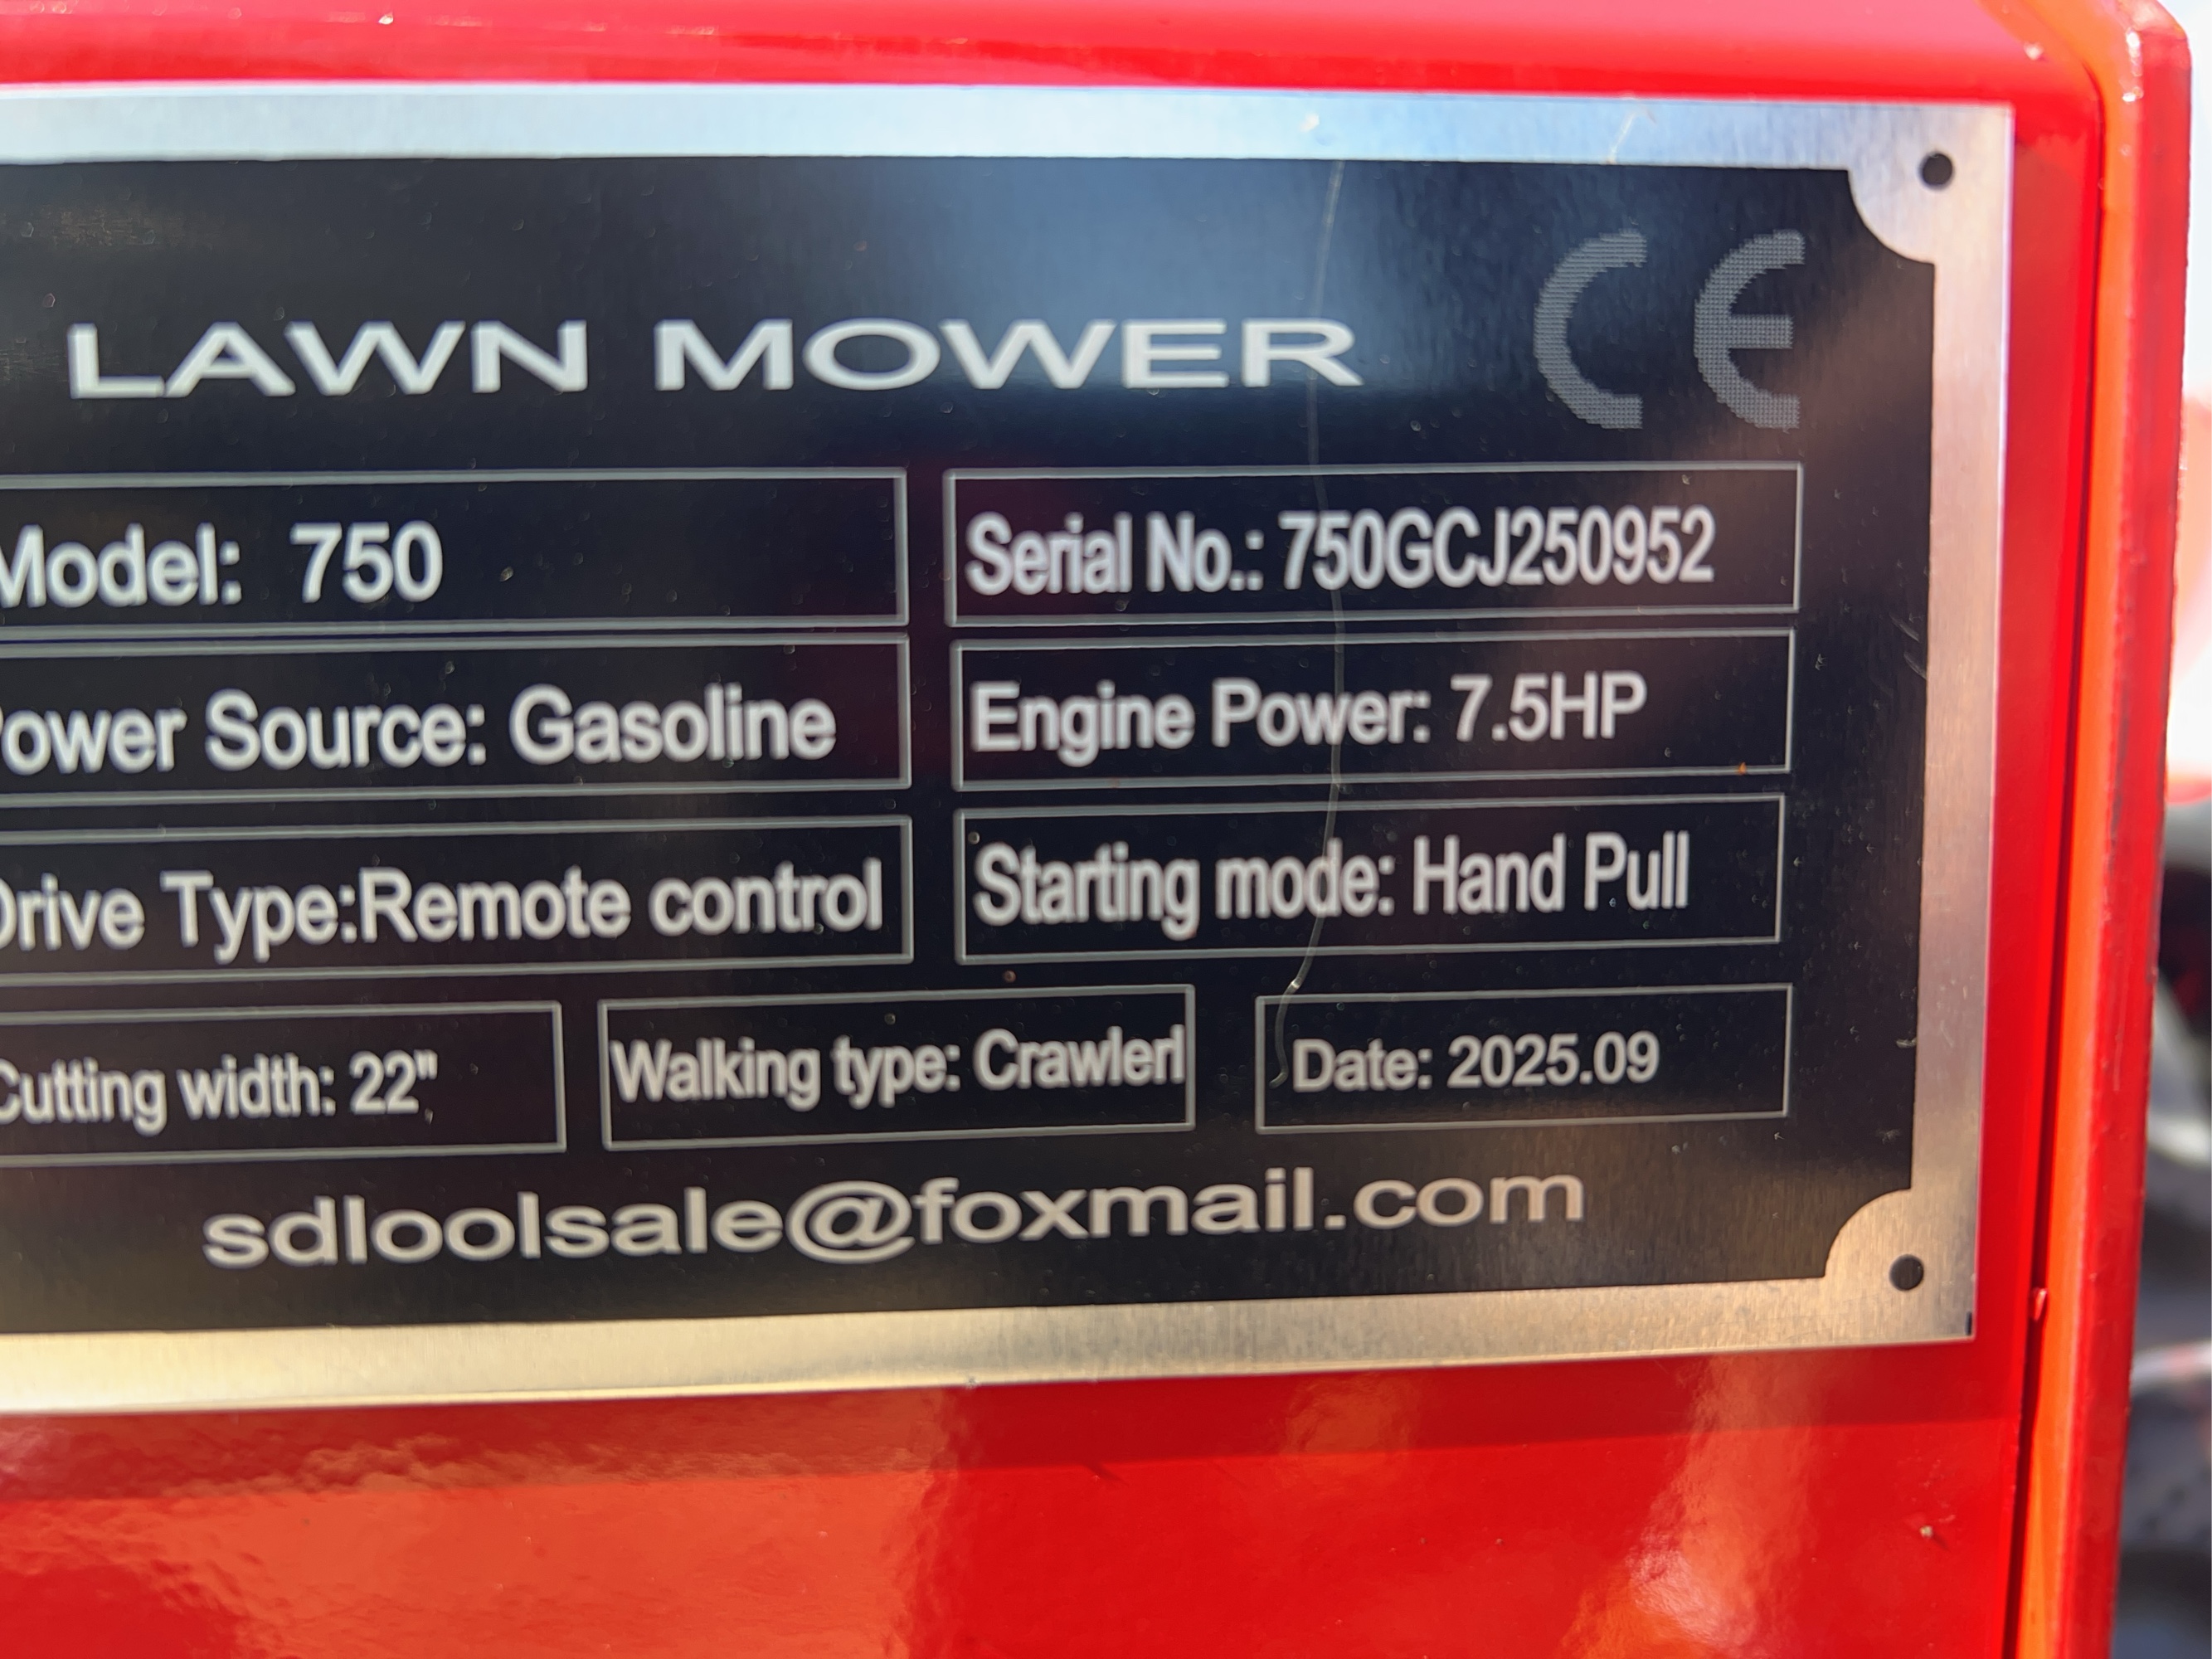 LAWN MOWER CE
Model: 750 Serial No.: 750GCJ250952
Power Source: Gasoline Engine Power: 7.5HP
Drive Type:Remote control Starting mode: Hand Pull
Cutting width: 22" Walking type: Crawlerl Date: 2025.09
sdloolsale@foxmail.com